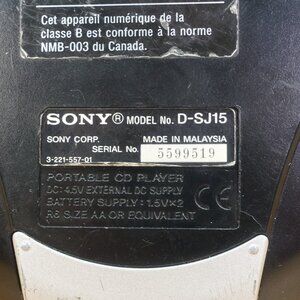 Cet appareil numérique de la
classe B est conforme à la norme
NMB-003 du Canada.
SONY® MODEL No. D-SJ15
SONY CORP. MADE IN MALAYSIA
SERIAL No. 5599519
3-221-557-01
PORTABLE CD PLAYER
DC: 4.5V EXTERNAL DC SUPPLY
BATTERY SUPPLY : 1.5V×2
R6 SIZE AA OR EQUIVALENT
CE